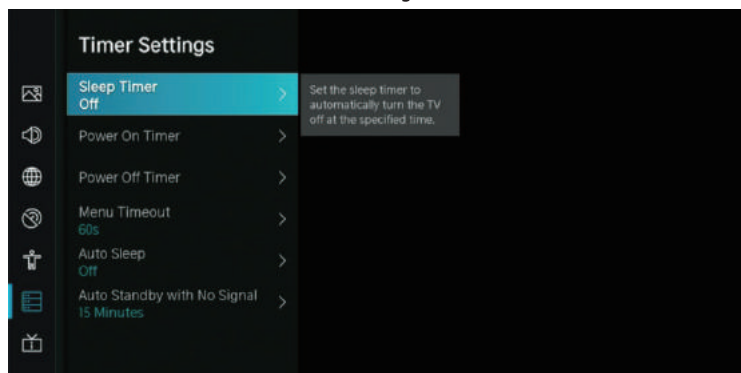 Timer Settings
Sleep Timer
Off
Set the sleep timer to
automatically turn the TV
off at the specified time.
Power On Timer
Power Off Timer
Menu Timeout
60s
Auto Sleep
Off
Auto Standby with No Signal
15 Minutes